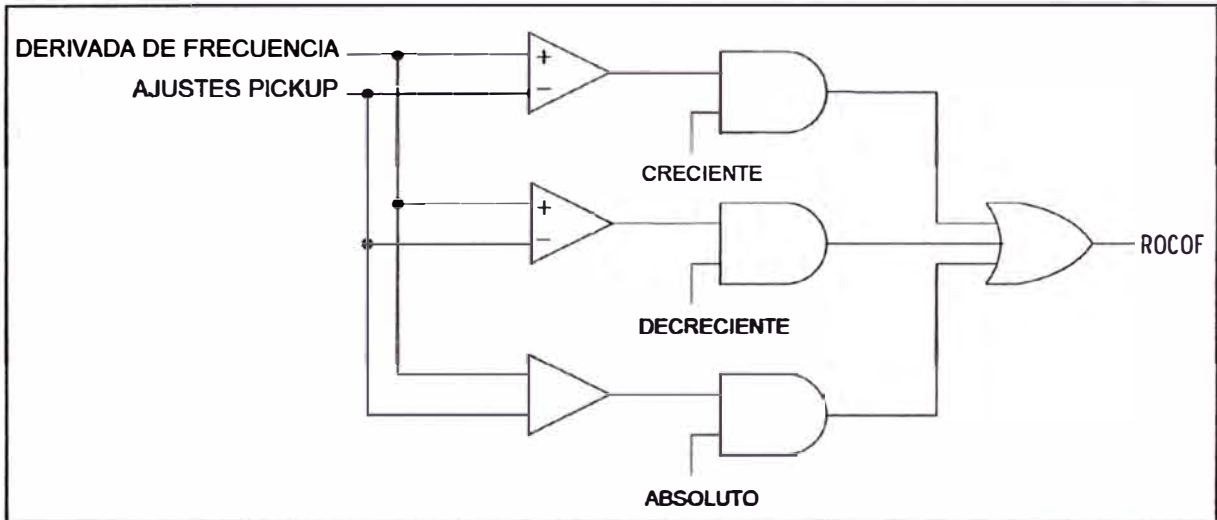 DERIVADA DE FRECUENCIA
+
AJUSTES PICKUP
−
CRECIENTE
+
−
ROCOF
DECRECIENTE
ABSOLUTO